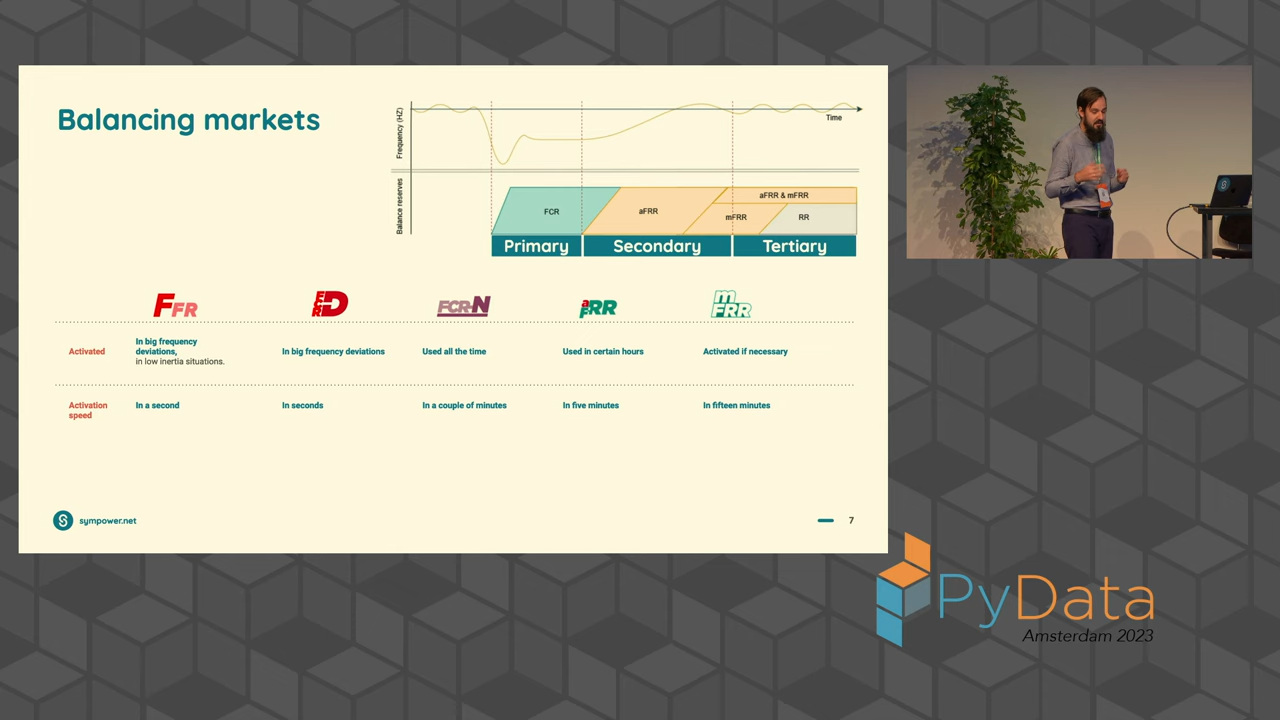 Balancing markets
Frequency (HZ)
Time
Balance reserves
FCR
aFRR
mFRR
aFRR & mFRR
RR
Primary
Secondary
Tertiary
FFR
FCR-N
aFRR
mFRR
Activated
In big frequency
deviations,
in low inertia situations.
In big frequency deviations
Used all the time
Used in certain hours
Activated if necessary
Activation
speed
In a second
In seconds
In a couple of minutes
In five minutes
In fifteen minutes
sympower.net
7
PyData
Amsterdam 2023